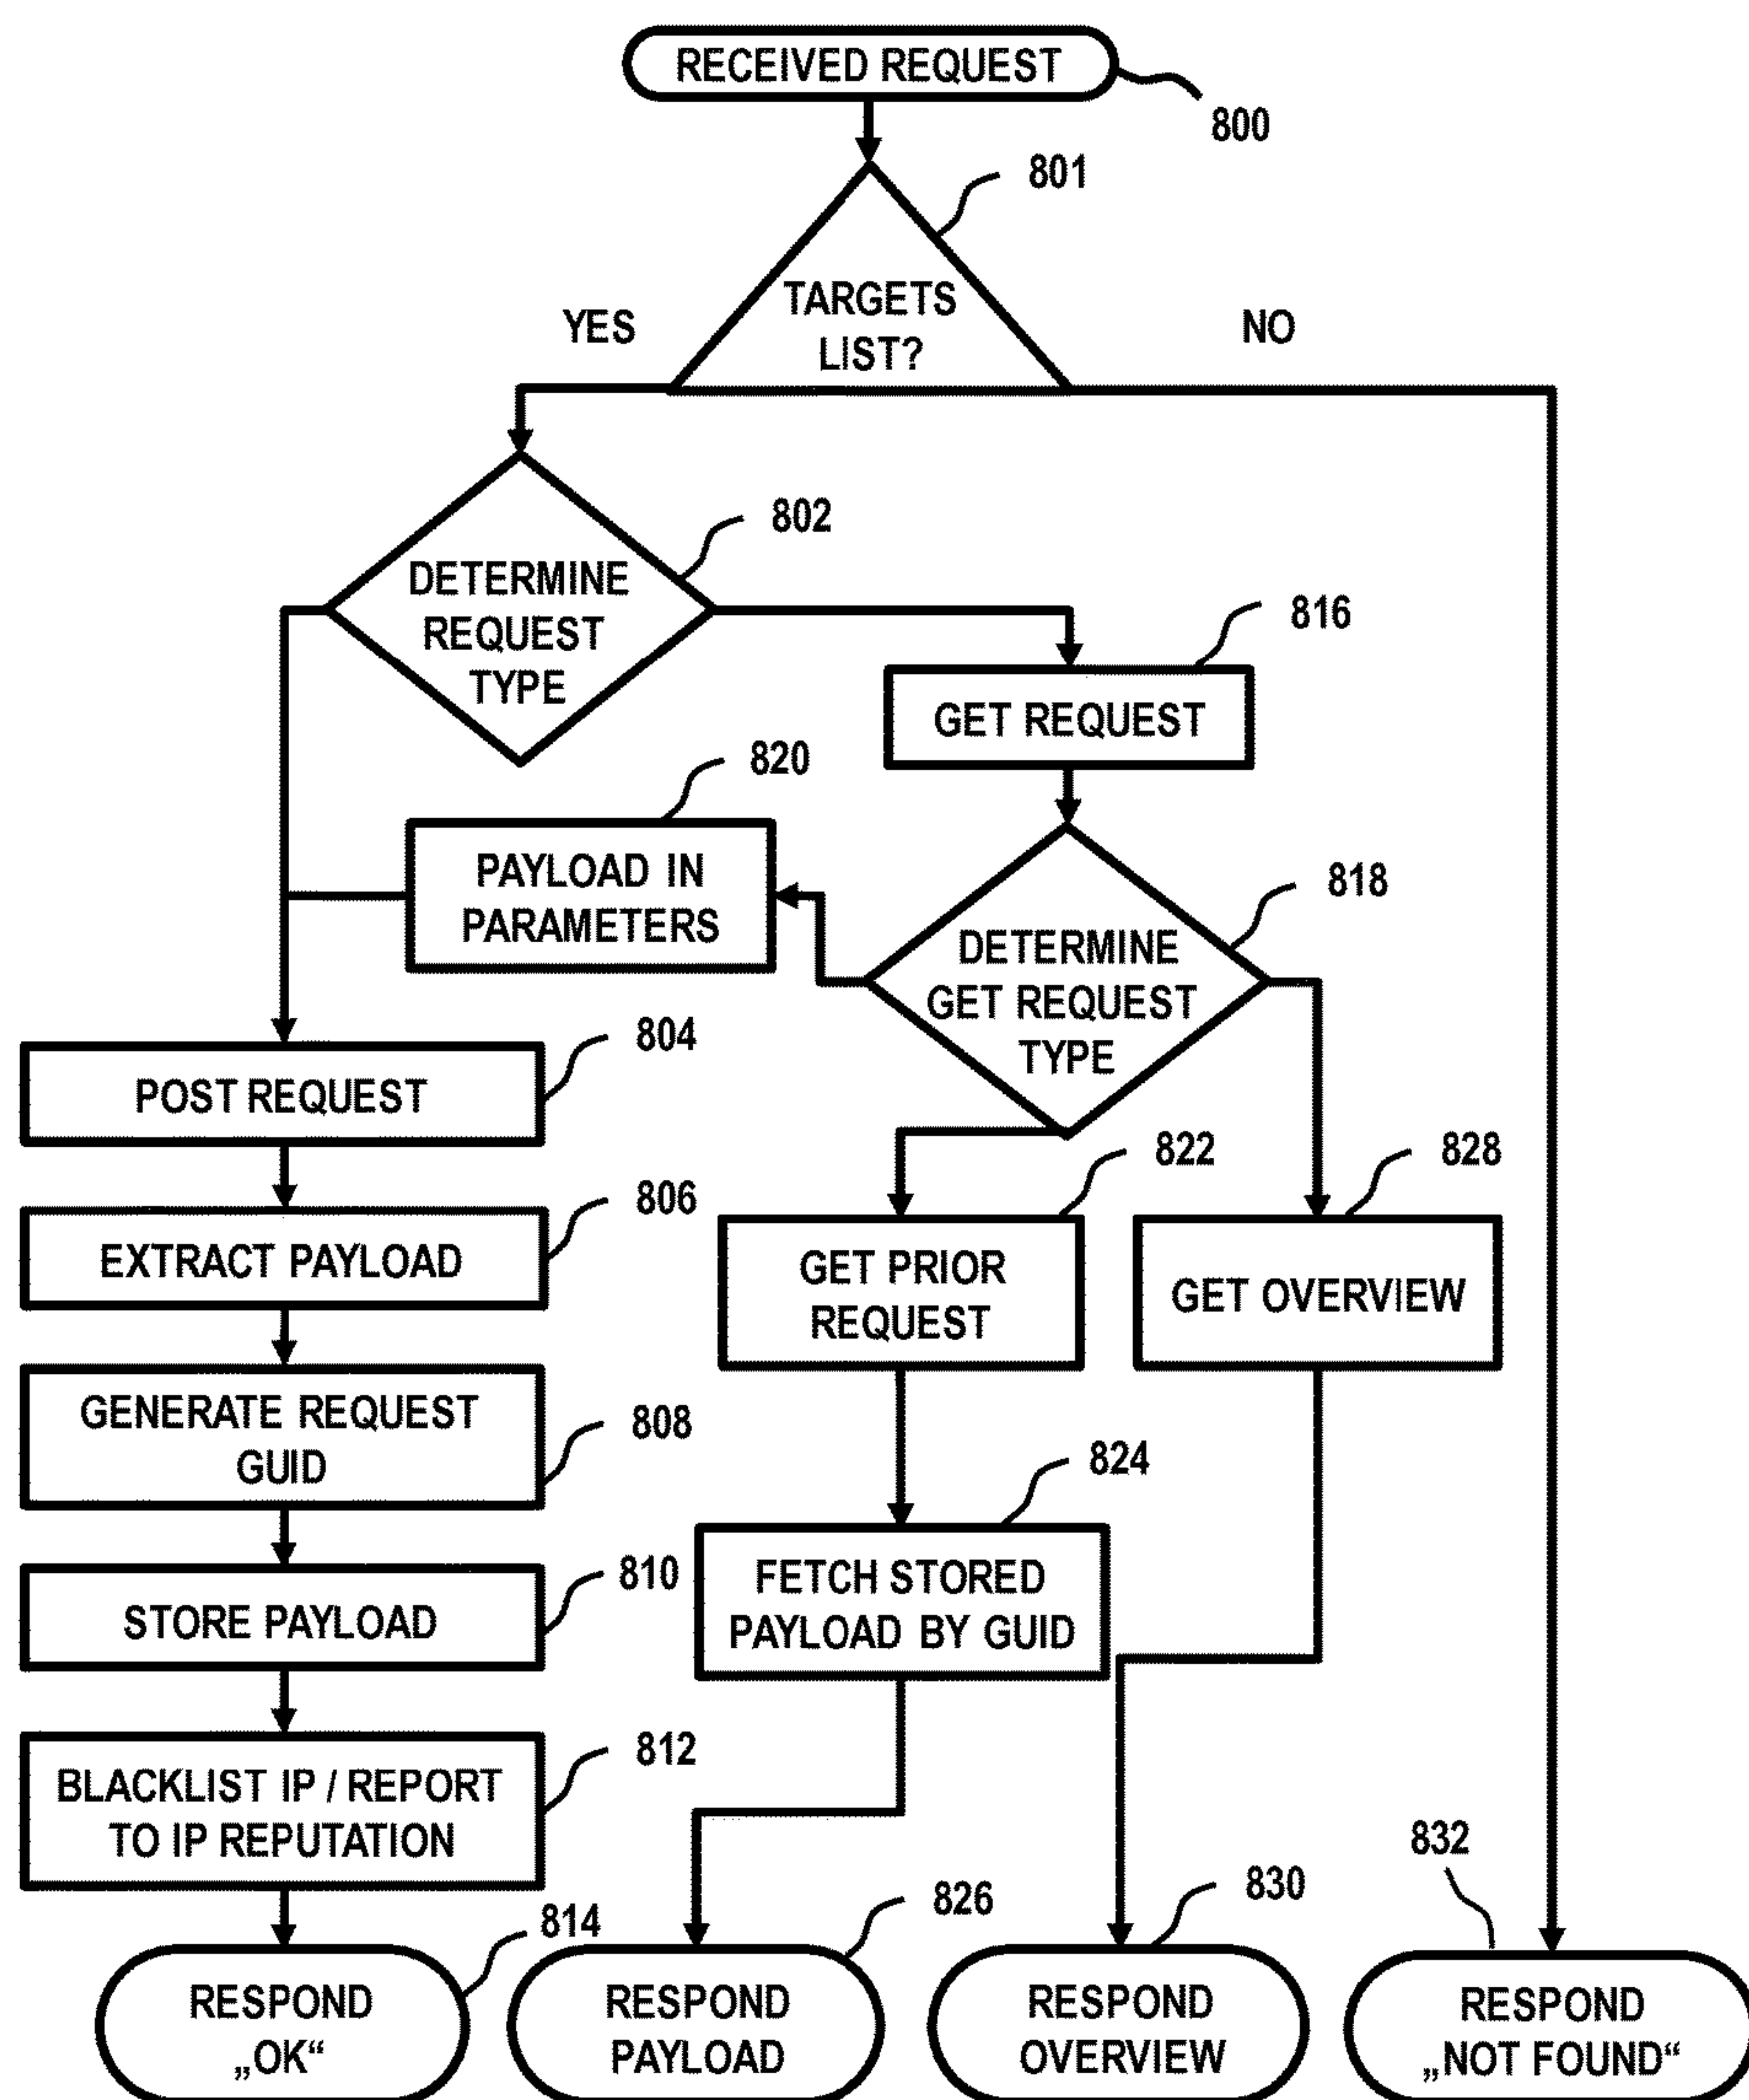 RECEIVED REQUEST
800
801
TARGETS
LIST?
YES
NO
802
DETERMINE
REQUEST
TYPE
816
GET REQUEST
820
PAYLOAD IN
PARAMETERS
818
DETERMINE
GET REQUEST
TYPE
804
POST REQUEST
806
EXTRACT PAYLOAD
822
GET PRIOR
REQUEST
828
GET OVERVIEW
808
GENERATE REQUEST
GUID
824
FETCH STORED
PAYLOAD BY GUID
810
STORE PAYLOAD
812
BLACKLIST IP / REPORT
TO IP REPUTATION
814
RESPOND
„OK“
826
RESPOND
PAYLOAD
830
RESPOND
OVERVIEW
832
RESPOND
„NOT FOUND“